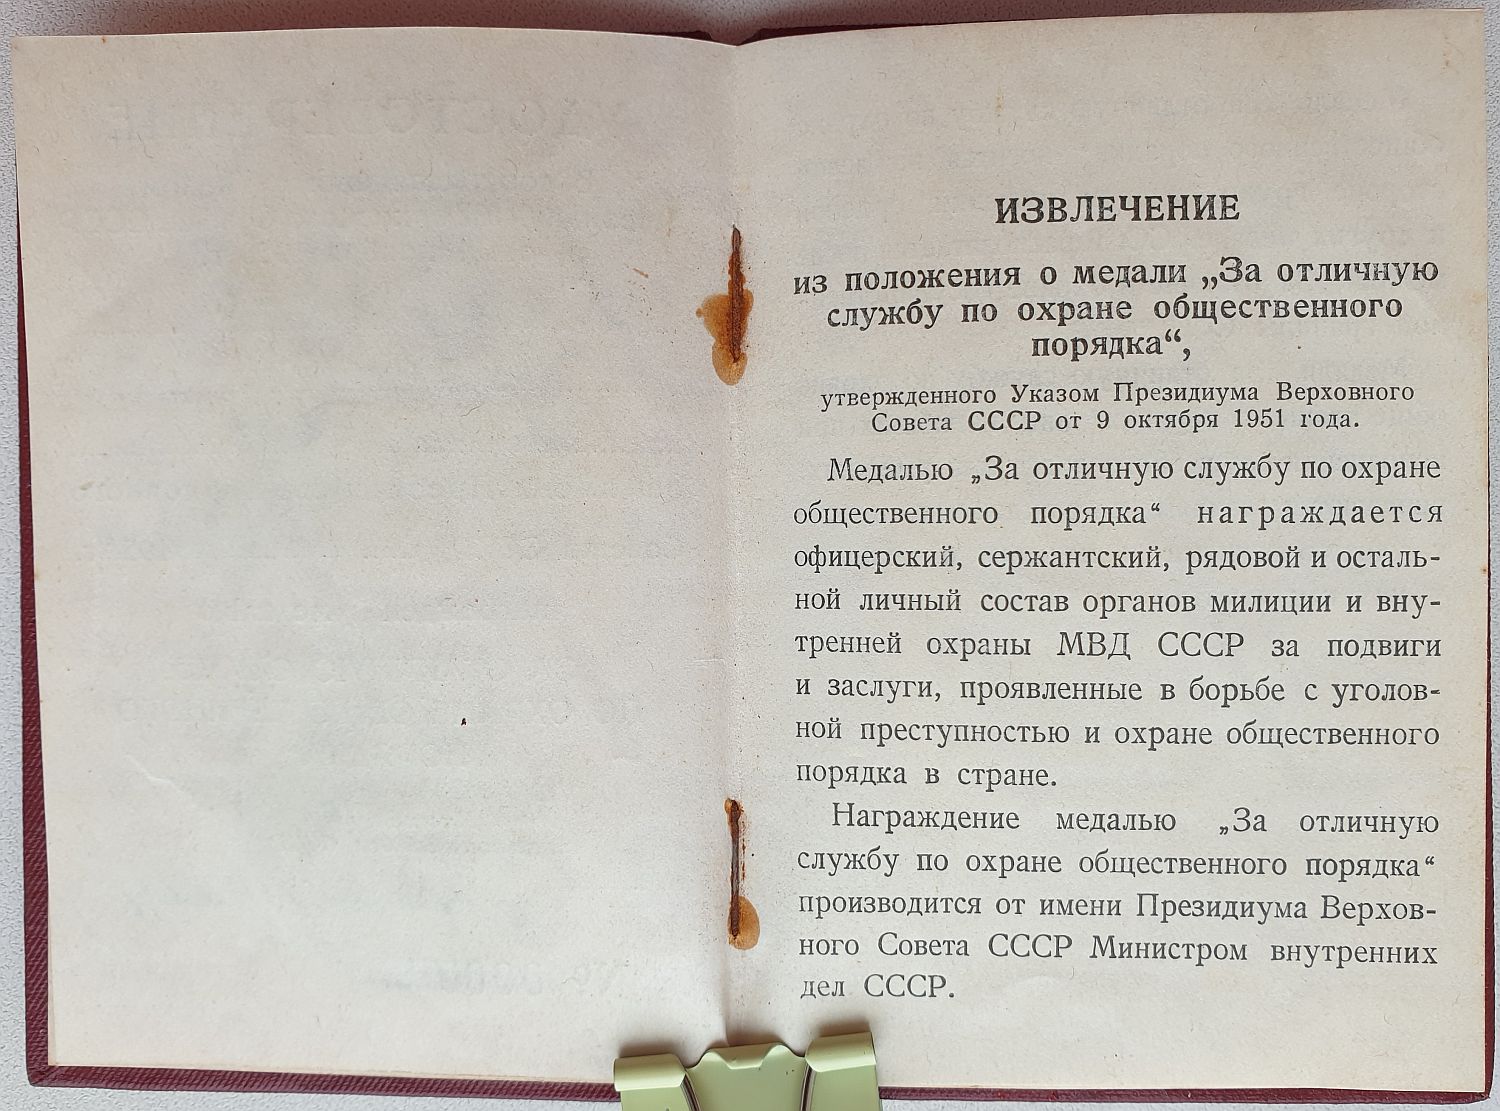 ИЗВЛЕЧЕНИЕ
из положения о медали „За отличную
службу по охране общественного
порядка“,
утвержденного Указом Президиума Верховного
Совета СССР от 9 октября 1951 года.
Медалью „За отличную службу по охране
общественного порядка“ награждается
офицерский, сержантский, рядовой и осталь-
ной личный состав органов милиции и вну-
тренней охраны МВД СССР за подвиги
и заслуги, проявленные в борьбе с уголов-
ной преступностью и охране общественного
порядка в стране.
Награждение медалью „За отличную
службу по охране общественного порядка“
производится от имени Президиума Верхов-
ного Совета СССР Министром внутренних
дел СССР.